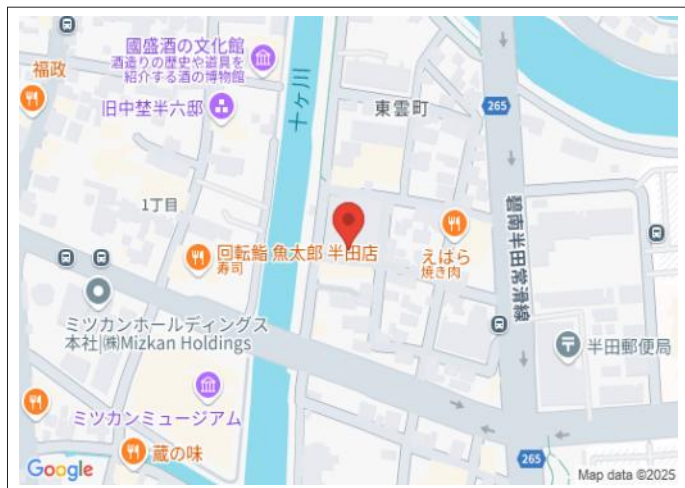 國盛酒の文化館
酒造りの歴史や道具を
紹介する酒の博物館
福政
旧中埜半六邸
十ヶ川
東雲町
265
1丁目
碧南半田常滑線
回転鮨 魚太郎 半田店
寿司
えはら
焼き肉
ミツカンホールディングス
本社|㈱Mizkan Holdings
半田郵便局
ミツカンミュージアム
蔵の味
265
Google
Map data ©2025